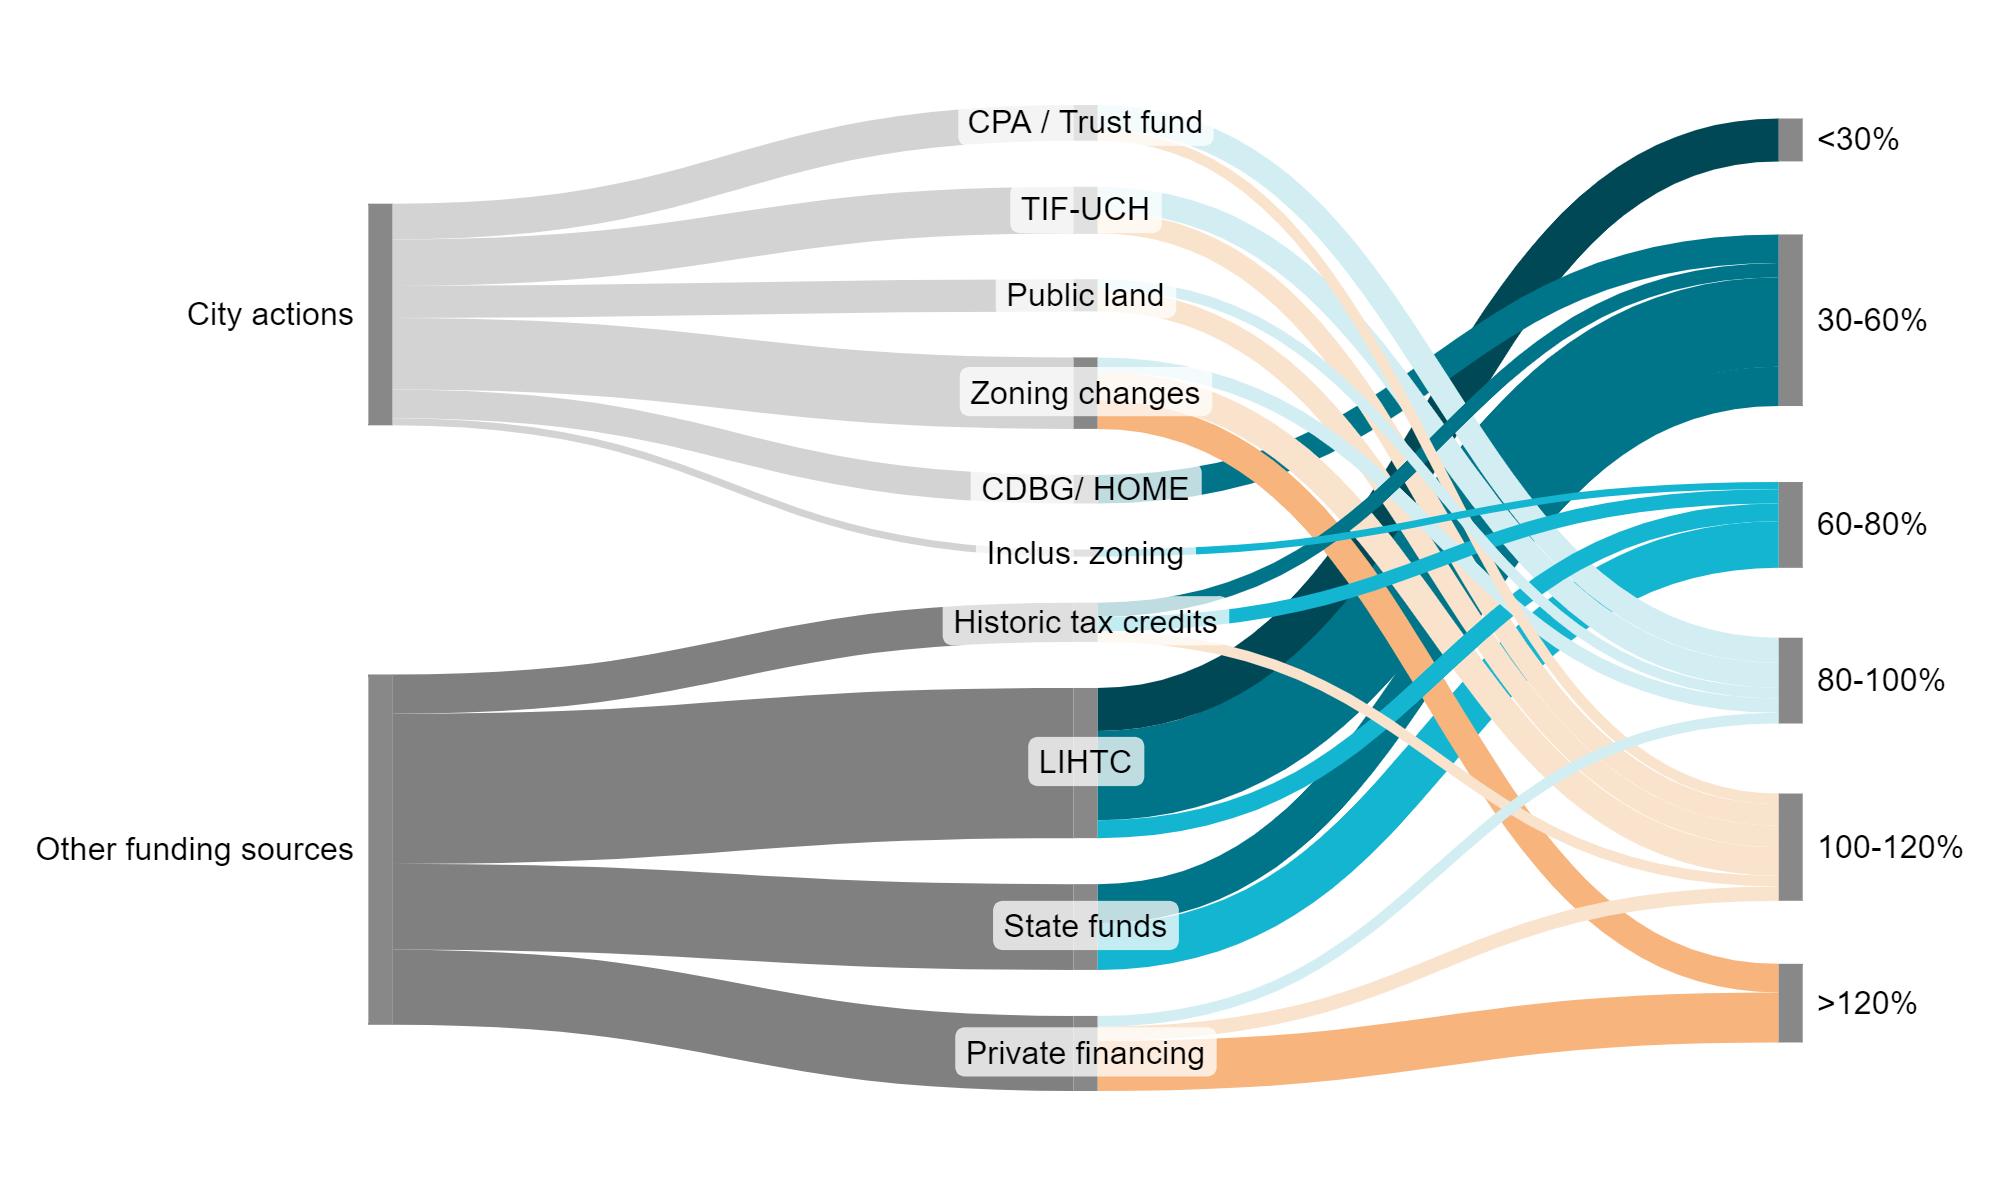 City actions
Other funding sources
CPA / Trust fund
TIF-UCH
Public land
Zoning changes
CDBG/ HOME
Inclus. zoning
Historic tax credits
LIHTC
State funds
Private financing
<30%
30-60%
60-80%
80-100%
100-120%
>120%